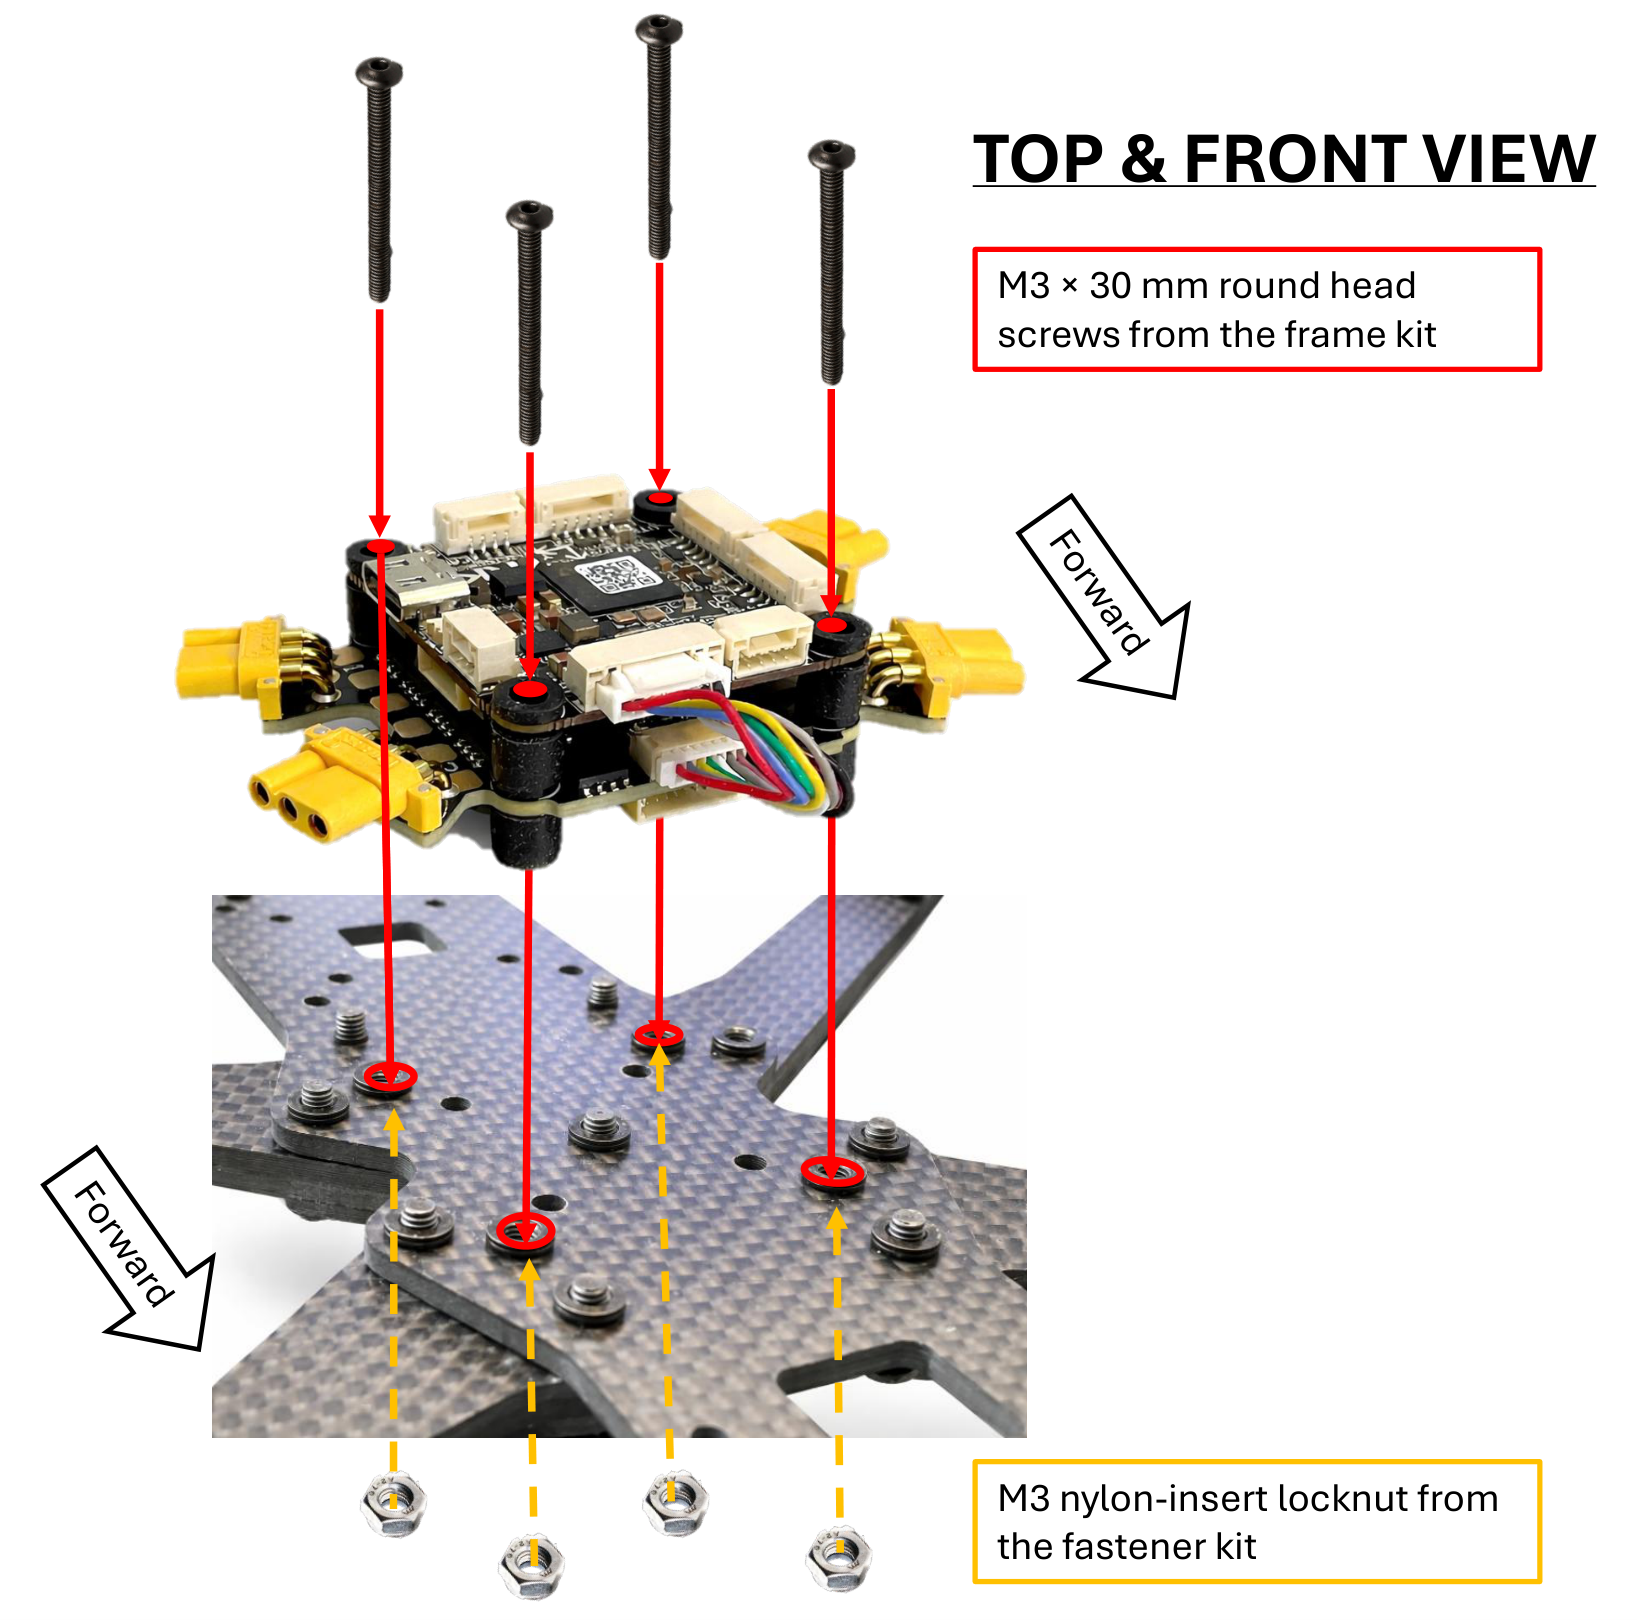 TOP & FRONT VIEW
M3 × 30 mm round head
screws from the frame kit
Forward
Forward
M3 nylon-insert locknut from
the fastener kit